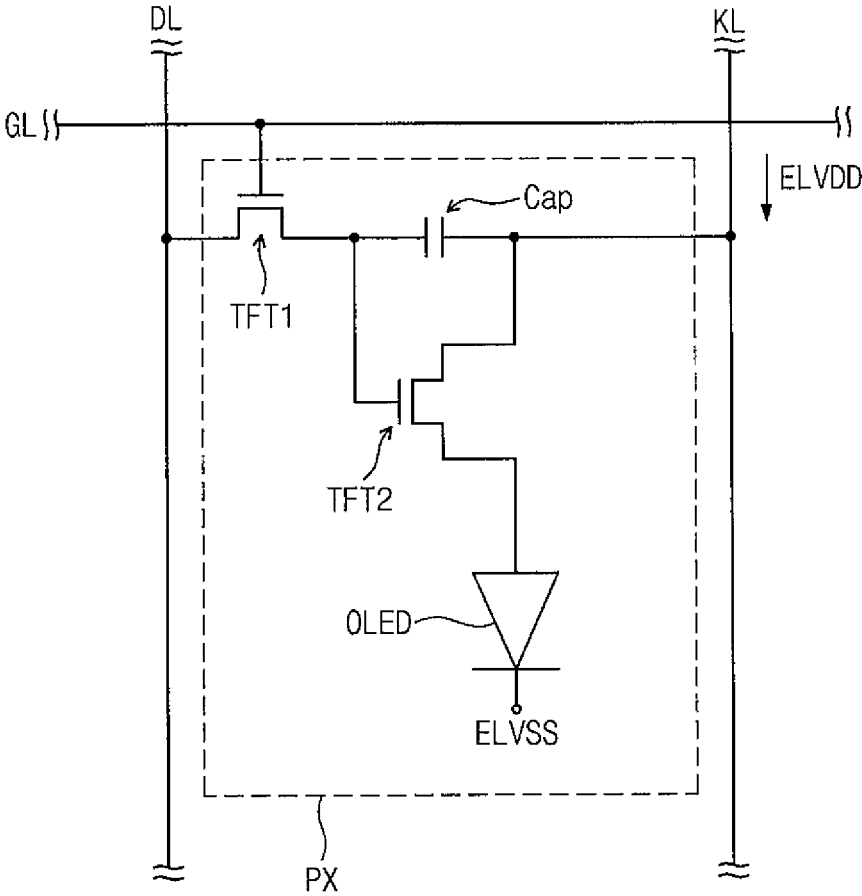 DL
KL
GL
ELVDD
Cap
TFT1
TFT2
OLED
ELVSS
PX